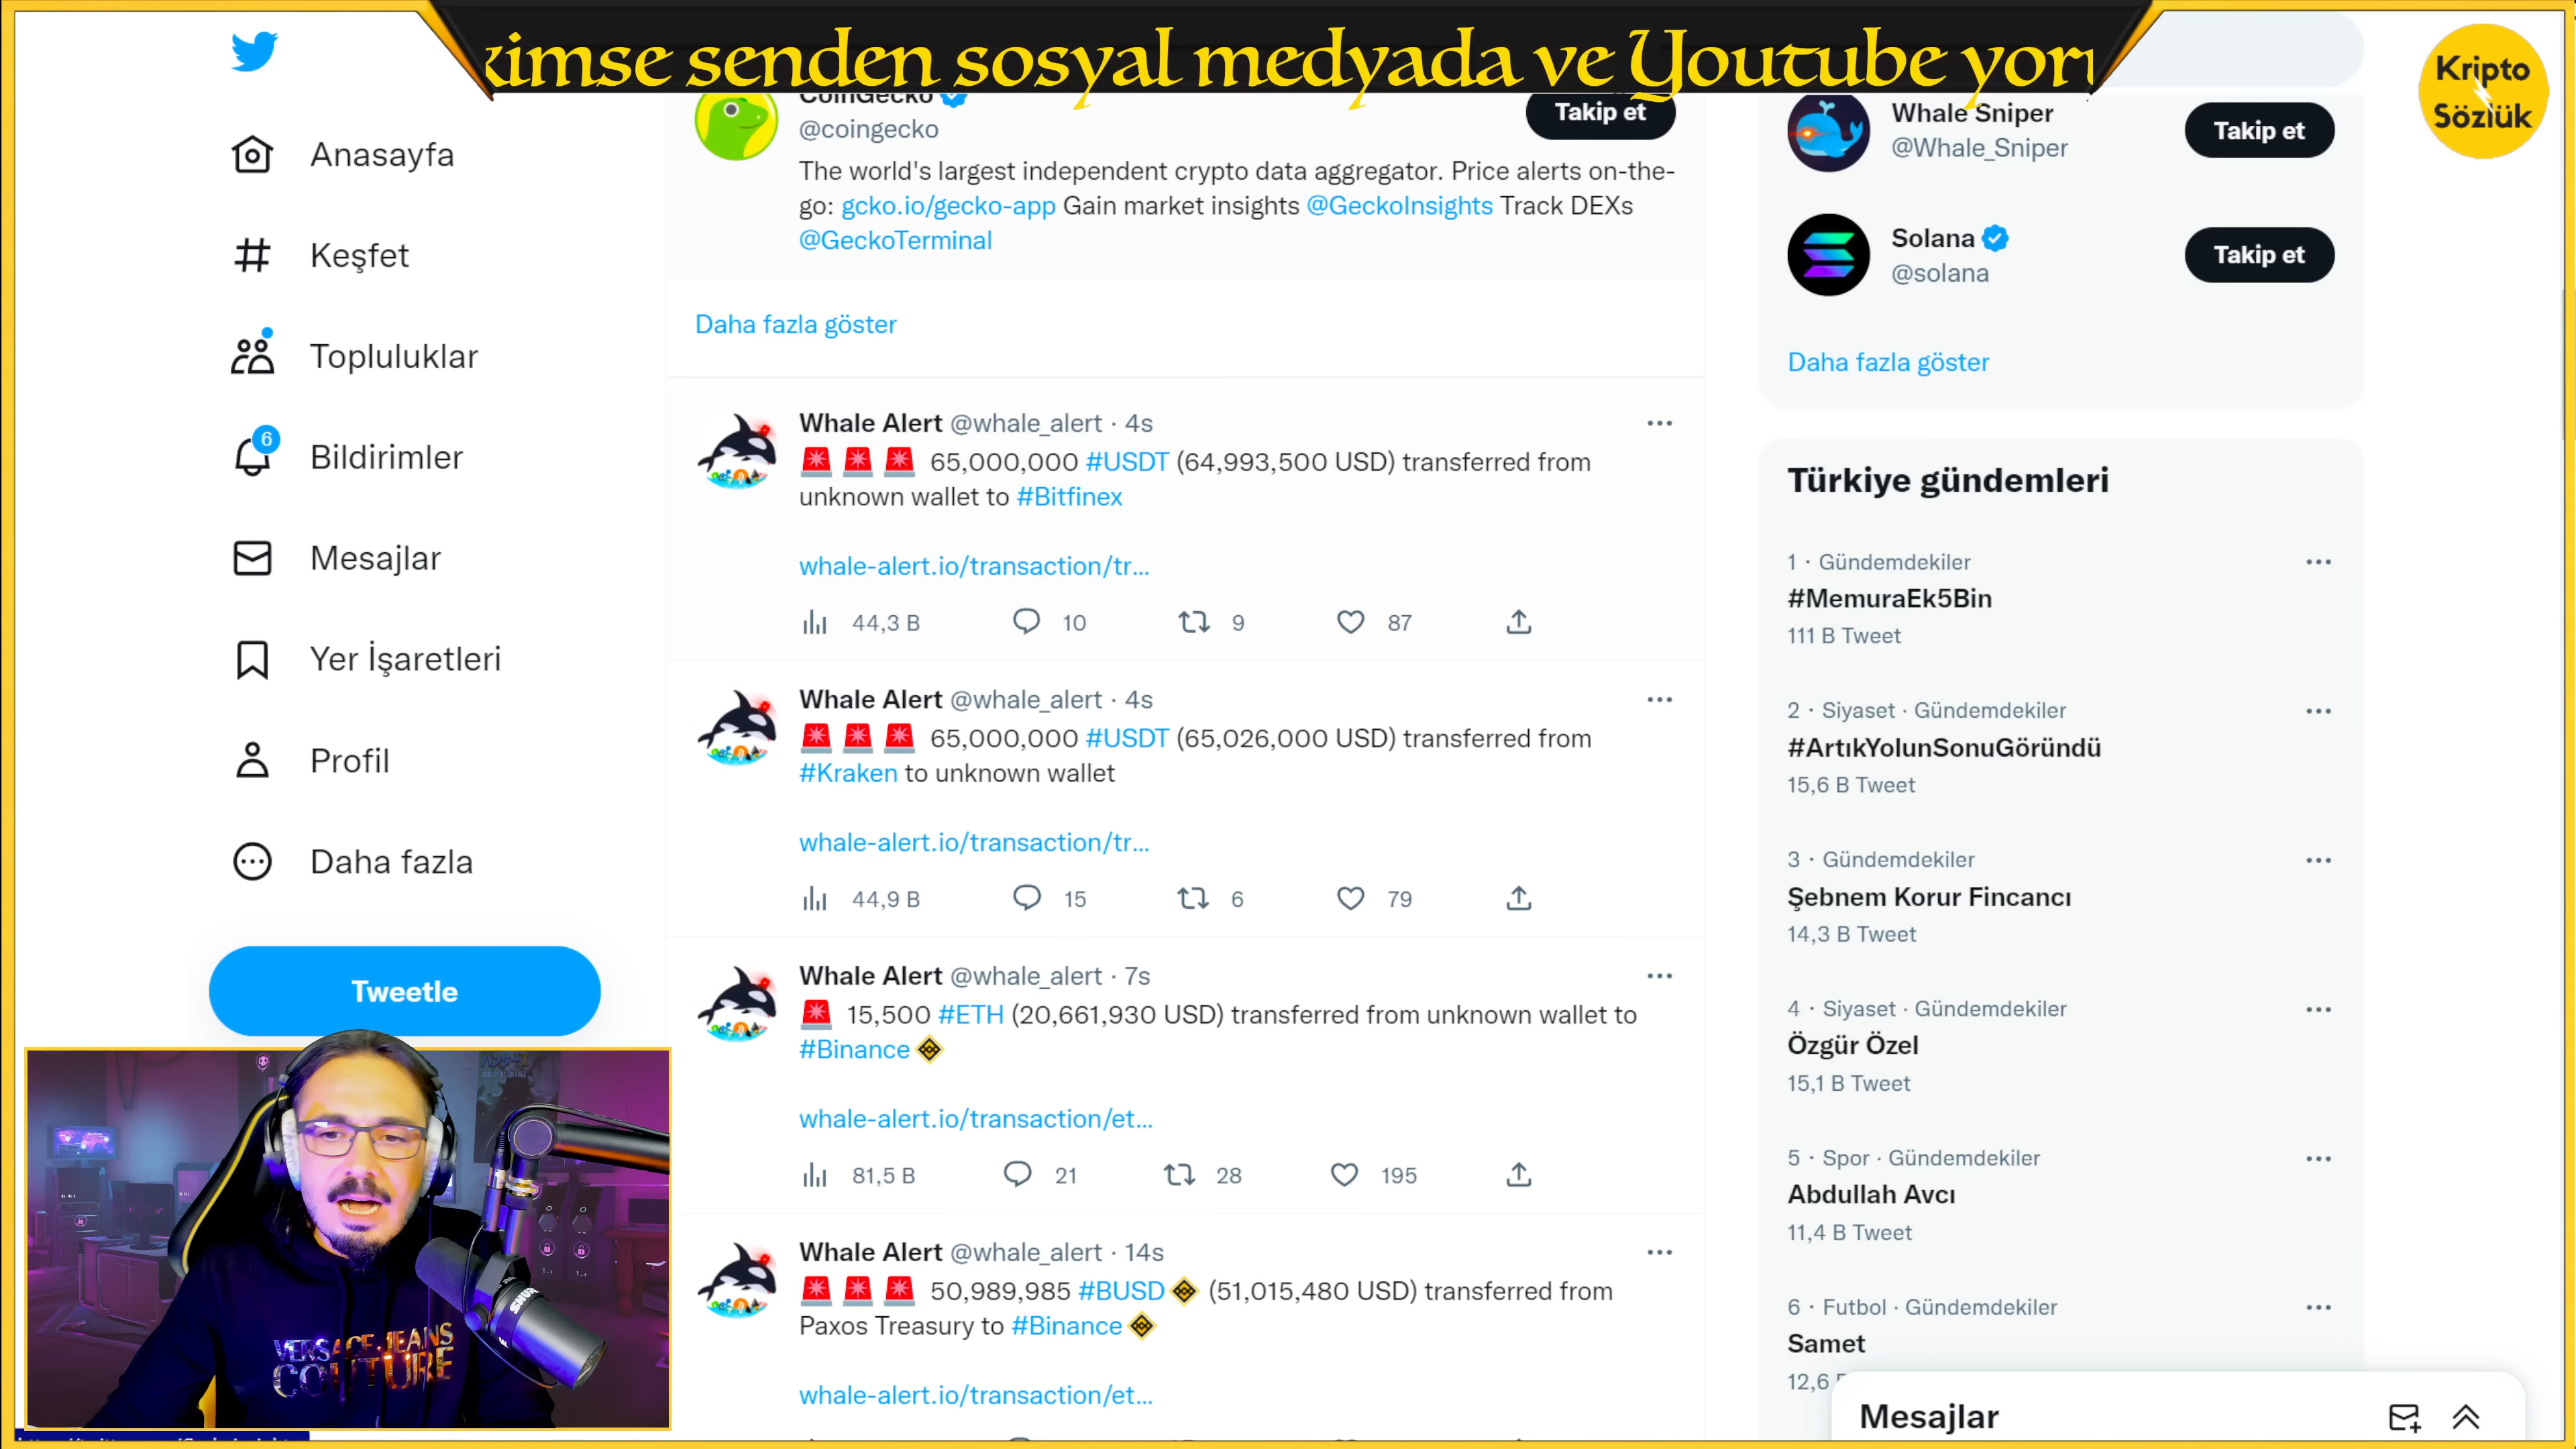 kimse senden sosyal medyada ve Youtube yoru
Kripto
Sözlük
Anasayfa
Keşfet
Topluluklar
6
Bildirimler
Mesajlar
Yer İşaretleri
Profil
Daha fazla
Tweetle
CoinGecko
@coingecko
Takip et
The world's largest independent crypto data aggregator. Price alerts on-the-
go: gcko.io/gecko-app Gain market insights @GeckoInsights Track DEXs
@GeckoTerminal
Daha fazla göster
Whale Alert @whale_alert · 4s
65,000,000 #USDT (64,993,500 USD) transferred from
unknown wallet to #Bitfinex
whale-alert.io/transaction/tr...
44,3 B 10 9 87
Whale Alert @whale_alert · 4s
65,000,000 #USDT (65,026,000 USD) transferred from
#Kraken to unknown wallet
whale-alert.io/transaction/tr...
44,9 B 15 6 79
Whale Alert @whale_alert · 7s
15,500 #ETH (20,661,930 USD) transferred from unknown wallet to
#Binance
whale-alert.io/transaction/et...
81,5 B 21 28 195
Whale Alert @whale_alert · 14s
50,989,985 #BUSD (51,015,480 USD) transferred from
Paxos Treasury to #Binance
whale-alert.io/transaction/et...
Whale Sniper
@Whale_Sniper
Takip et
Solana
@solana
Takip et
Daha fazla göster
Türkiye gündemleri
1 · Gündemdekiler
#MemuraEk5Bin
111 B Tweet
2 · Siyaset · Gündemdekiler
#ArtıkYolunSonuGöründü
15,6 B Tweet
3 · Gündemdekiler
Şebnem Korur Fincancı
14,3 B Tweet
4 · Siyaset · Gündemdekiler
Özgür Özel
15,1 B Tweet
5 · Spor · Gündemdekiler
Abdullah Avcı
11,4 B Tweet
6 · Futbol · Gündemdekiler
Samet
12,6
Mesajlar
VERSACE JEANS
COUTURE
SHURE